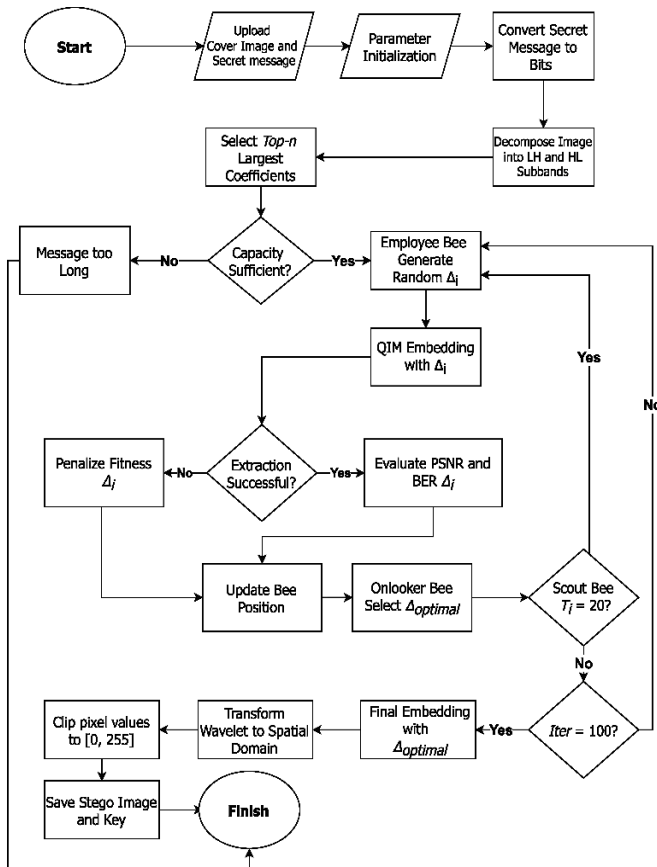 Start
Upload
Cover Image and
Secret message
Parameter
Initialization
Convert Secret
Message to
Bits
Select Top-n
Largest
Coefficients
Decompose Image
into LH and HL
Subbands
Message too
Long
No
Capacity
Sufficient?
Yes
Employee Bee
Generate
Random Δi
QIM Embedding
with Δi
Yes
No
Penalize Fitness
Δi
No
Extraction
Successful?
Yes
Evaluate PSNR and
BER Δi
Update Bee
Position
Onlooker Bee
Select Δoptimal
Scout Bee
Ti = 20?
No
Clip pixel values
to [0, 255]
Transform
Wavelet to Spatial
Domain
Final Embedding
with
Δoptimal
Yes
Iter = 100?
Save Stego Image
and Key
Finish